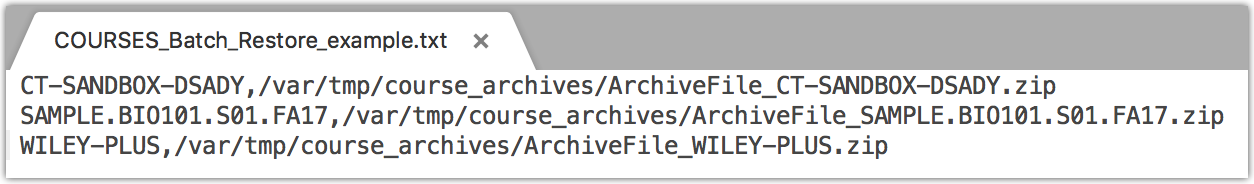 COURSES_Batch_Restore_example.txt ×
CT-SANDBOX-DSADY,/var/tmp/course_archives/ArchiveFile_CT-SANDBOX-DSADY.zip
SAMPLE.BIO101.S01.FA17,/var/tmp/course_archives/ArchiveFile_SAMPLE.BIO101.S01.FA17.zip
WILEY-PLUS,/var/tmp/course_archives/ArchiveFile_WILEY-PLUS.zip